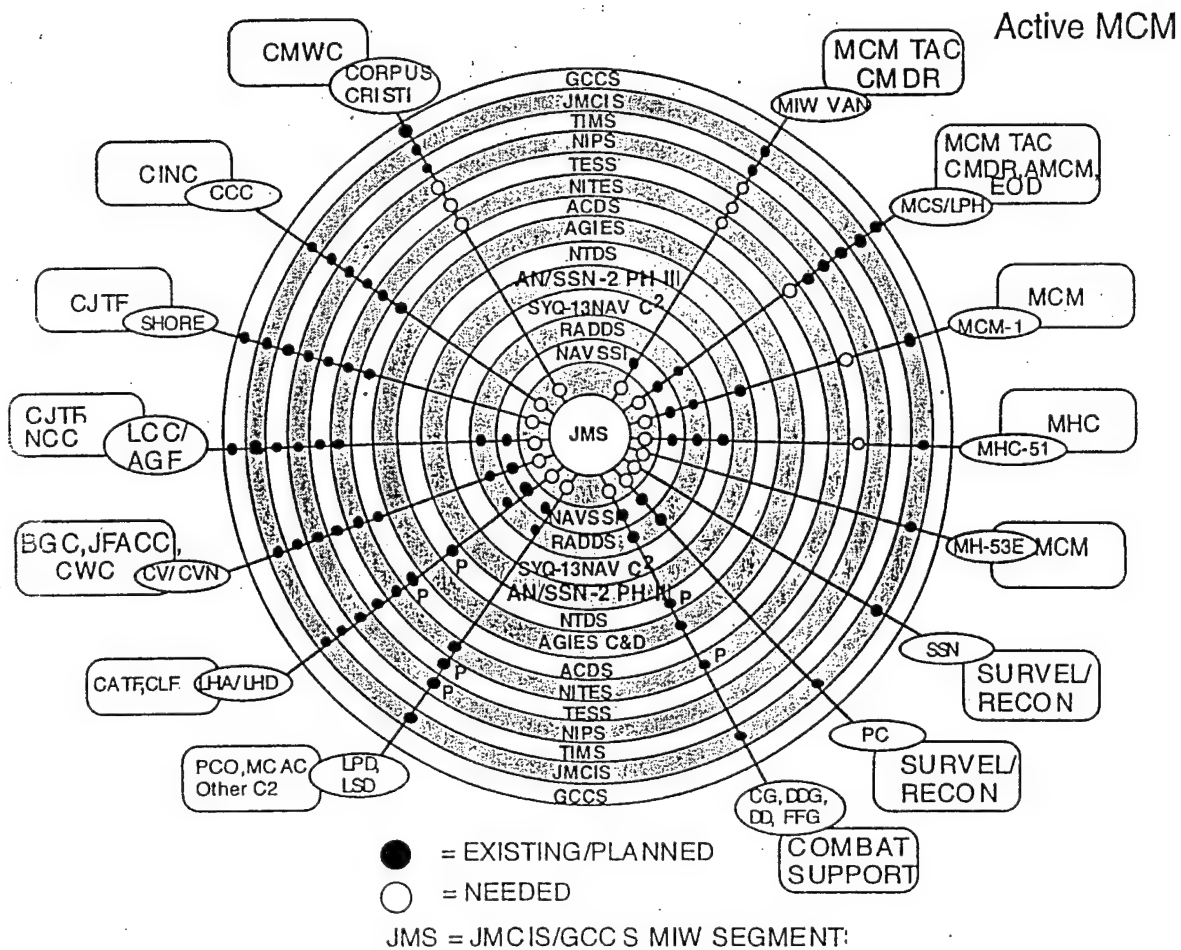 Active MCM
CMWC
CORPUS
CRISTI
MCM TAC
CMDR
MIW VAN
CINC
CCC
MCM TAC
CMDR, AMCM,
EOD
MCS/LPH
CJTF
SHORE
MCM
MCM-1
CJTF,
NCC
LCC/
AGF
MHC
MHC-51
BGC, JFACC,
CWC
CV/ CVN
MH-53E
MCM
CATF, CLF
LHA/ LHD
SSN
SURVEL/
RECON
PCO, MCAC
Other C2
LPD,
LSD
PC
SURVEL/
RECON
CG, DDG,
DD, FFG
COMBAT
SUPPORT
GCCS
JMCIS
TIMS
NIPS
TESS
NITES
ACDS
AGIES
NTDS
AN/SSN-2 PH III
SYQ-13NAV C2
RADDS
NAVSSI
JMS
NAVSSI
RADDS
SYQ-13NAV C2
AN/SSN-2 PH III
NTDS
AGIES C&D
ACDS
NITES
TESS
NIPS
TIMS
JMCIS
GCCS
P
P
P
P
P
P
= EXISTING/PLANNED
= NEEDED
JMS = JMCIS/GCCS MIW SEGMENT